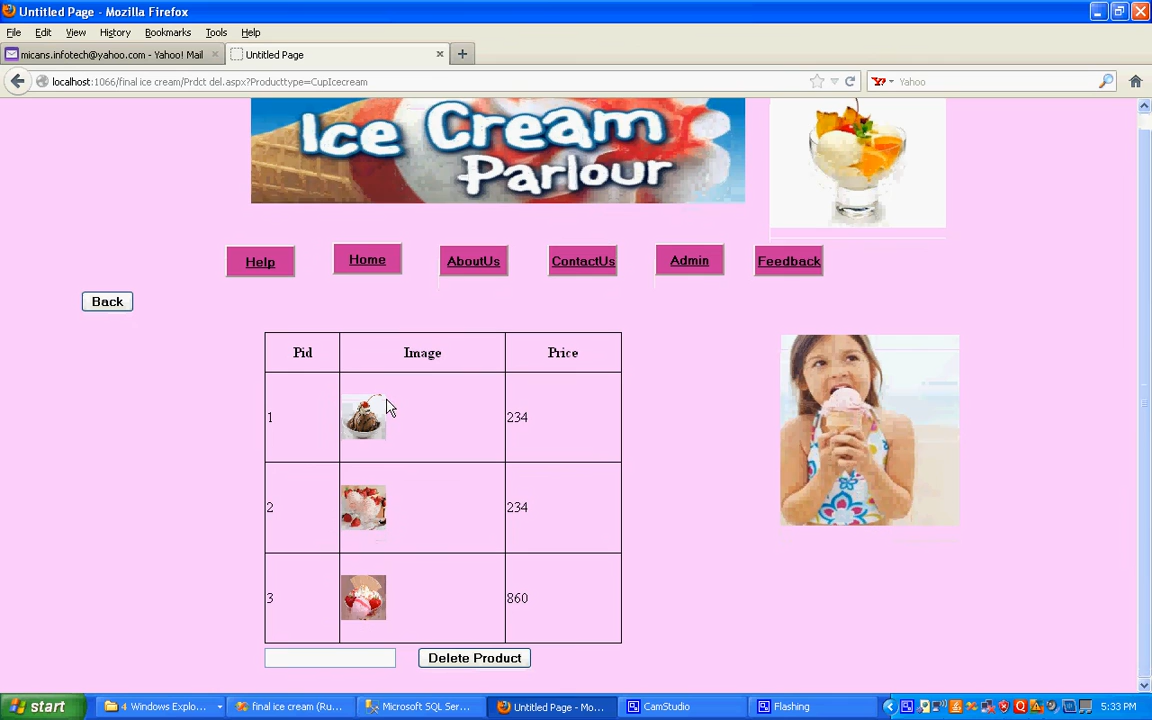 Untitled Page - Mozilla Firefox
File Edit View History Bookmarks Tools Help
micans.infotech@yahoo.com - Yahoo! Mail
Untitled Page
localhost:1066/final ice cream/Prdct del.aspx?Producttype=CupIcecream
Yahoo
Ice Cream
Parlour
Help Home AboutUs ContactUs Admin Feedback
Back
Pid Image Price
1 234
2 234
3 860
Delete Product
start 4 Windows Explo... final ice cream (Ru... Microsoft SQL Ser... Untitled Page - Mo... CamStudio Flashing 5:33 PM